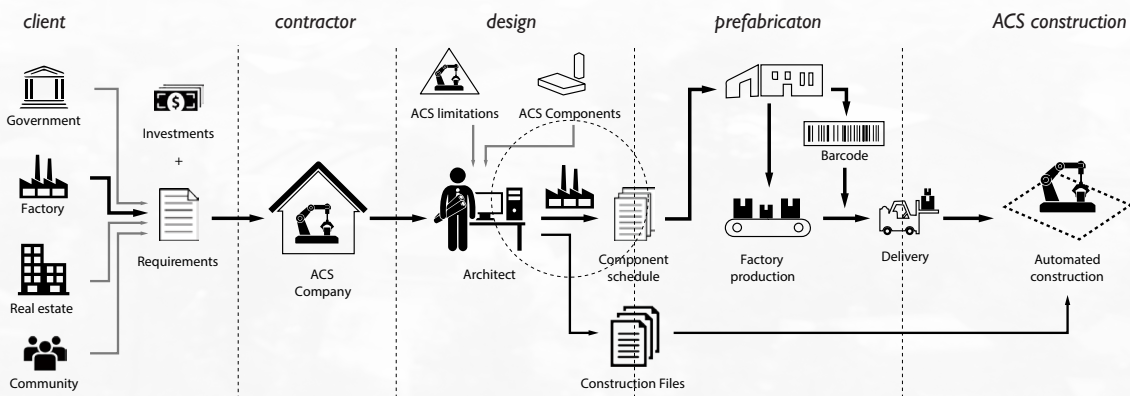 client
contractor
design
prefabricaton
ACS construction
Government
Investments
+
Factory
Requirements
Real estate
Community
ACS
Company
ACS limitations
ACS Components
Architect
Component
schedule
Construction Files
Barcode
Factory
production
Delivery
Automated
construction